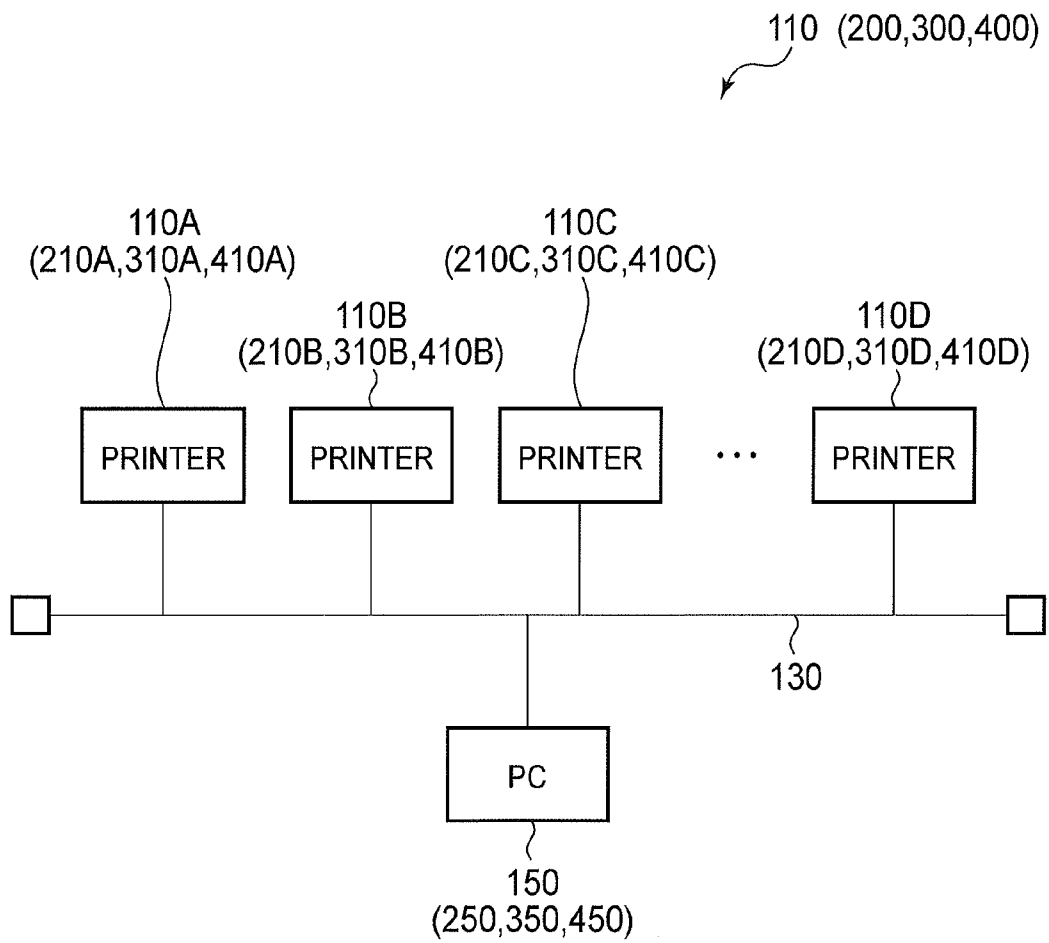 110 (200,300,400)
110A
(210A,310A,410A)
110C
(210C,310C,410C)
110B
(210B,310B,410B)
110D
(210D,310D,410D)
PRINTER
PRINTER
PRINTER
...
PRINTER
130
PC
150
(250,350,450)